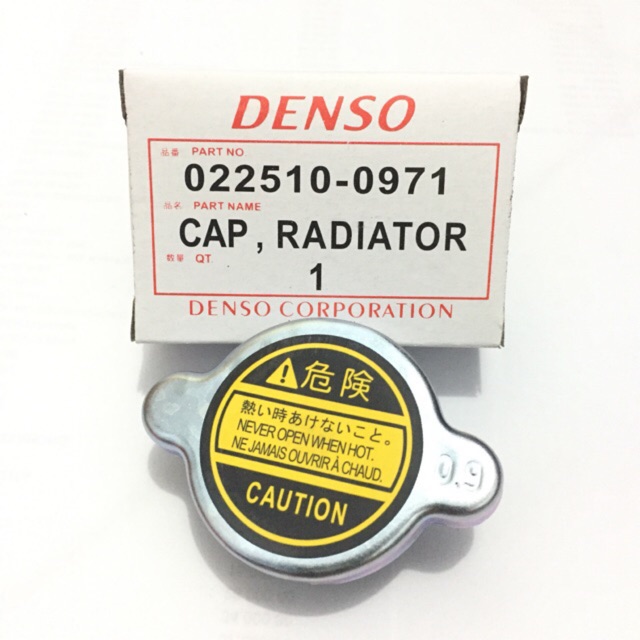 DENSO
品番 PART NO.
022510-0971
品名 PART NAME
CAP, RADIATOR
数量 QT.
1
DENSO CORPORATION
危険
熱い時あけないこと。
NEVER OPEN WHEN HOT.
NE JAMAIS OUVRIR À CHAUD.
CAUTION
0.9